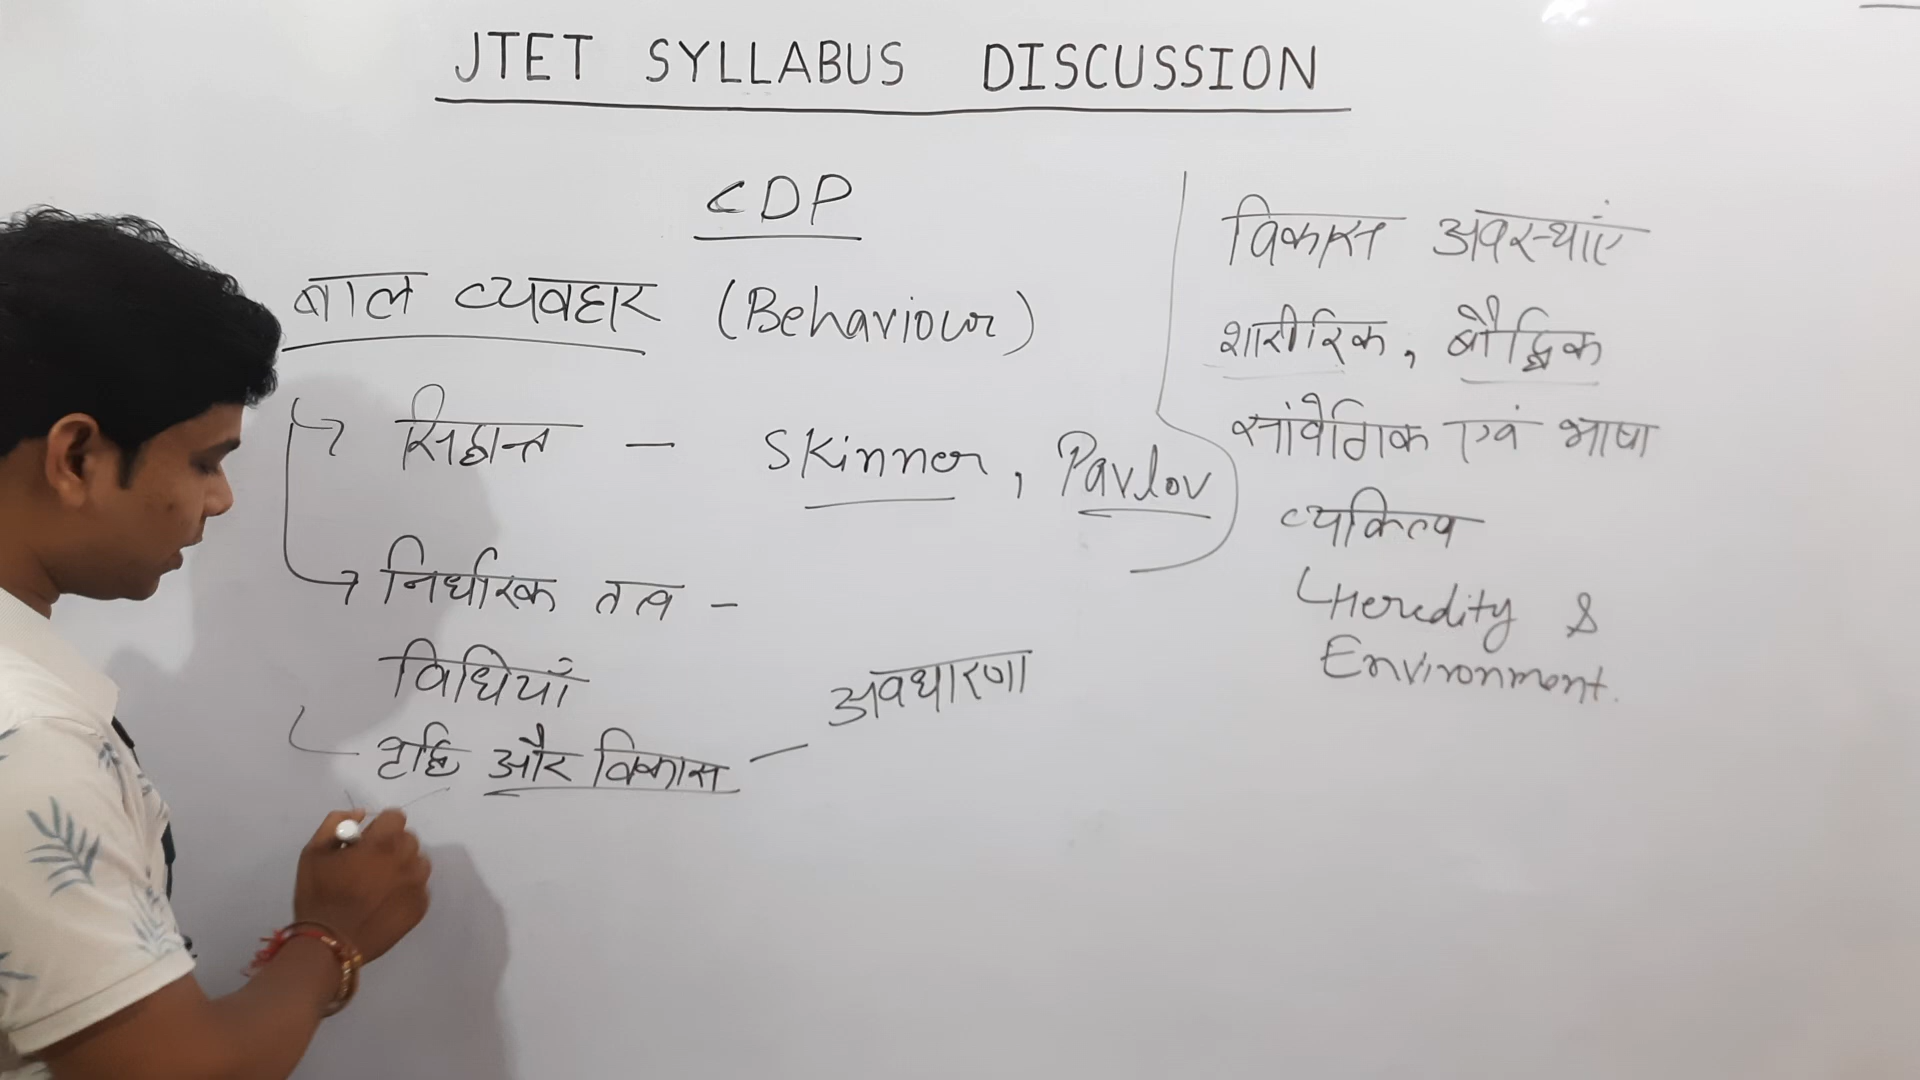 JTET SYLLABUS DISCUSSION
CDP
बाल व्यवहार (Behaviour)
सिद्धान्त - Skinner, Pavlov
निर्धारक तत्व -
विधियाँ
वृद्धि और विकास - अवधारणा
विकास अवस्थाएं
शारीरिक, बौद्धिक
सांवेगिक एवं भाषा
व्यक्तित्व
Heredity &
Environment.